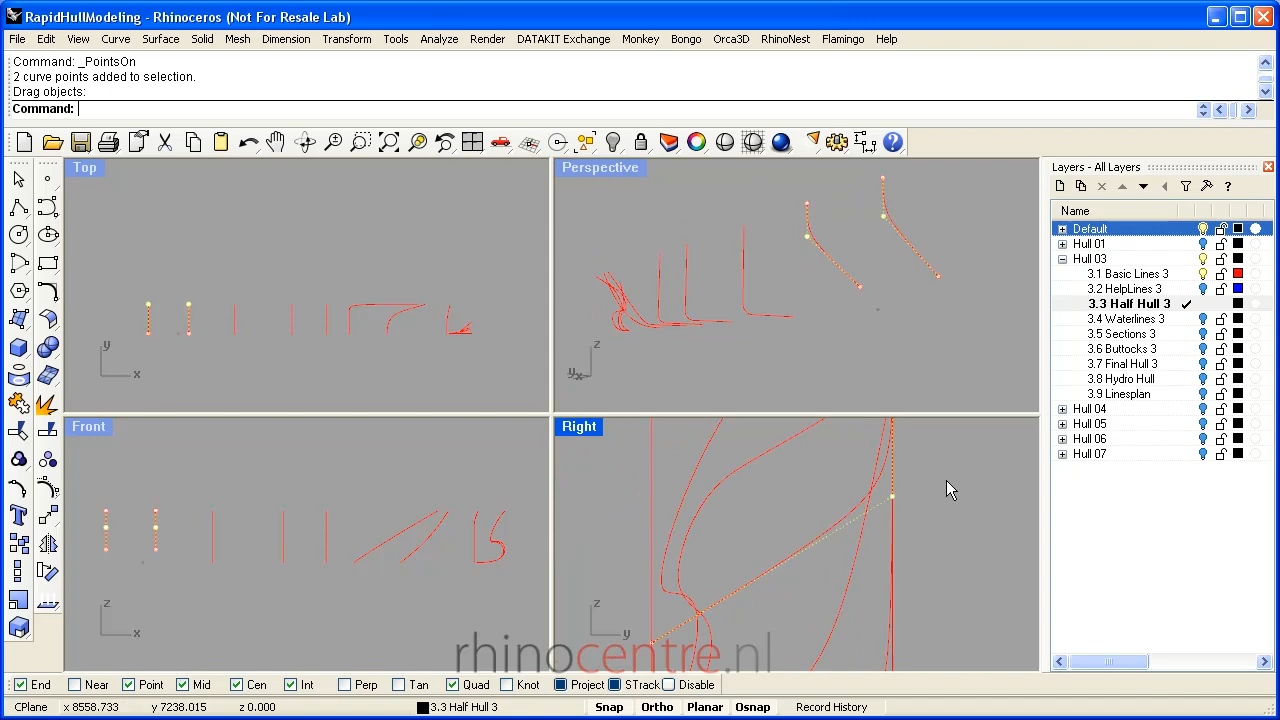 RapidHullModeling - Rhinoceros (Not For Resale Lab)
File Edit View Curve Surface Solid Mesh Dimension Transform Tools Analyze Render DATAKIT Exchange Monkey Bongo Orca3D RhinoNest Flamingo Help
Command: _PointsOn
2 curve points added to selection.
Drag objects:
Command:
Top
Perspective
Layers - All Layers
Name
Default
Hull 01
Hull 03
3.1 Basic Lines 3
3.2 HelpLines 3
3.3 Half Hull 3
3.4 Waterlines 3
3.5 Sections 3
3.6 Buttocks 3
3.7 Final Hull 3
3.8 Hydro Hull
3.9 Linesplan
Hull 04
Hull 05
Hull 06
Hull 07
y
x
z
y
x
Front
Right
z
x
z
y
rhinocentre.nl
End Near Point Mid Cen Int Perp Tan Quad Knot Project STrack Disable
CPlane x 8558.733 y 7238.015 z 0.000 3.3 Half Hull 3 Snap Ortho Planar Osnap Record History